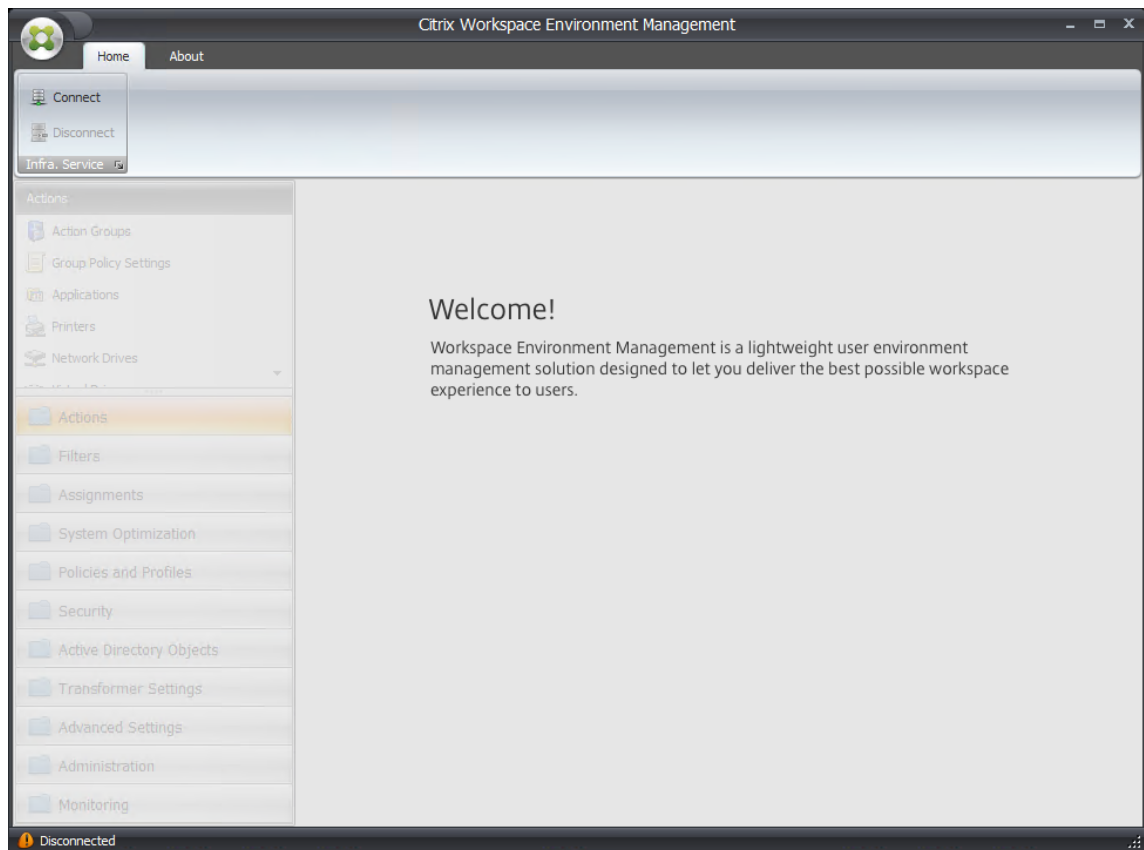 Citrix Workspace Environment Management
Home About
Connect
Disconnect
Infra. Service
Actions
Action Groups
Group Policy Settings
Applications
Printers
Network Drives
Actions
Filters
Assignments
System Optimization
Policies and Profiles
Security
Active Directory Objects
Transformer Settings
Advanced Settings
Administration
Monitoring
Welcome!
Workspace Environment Management is a lightweight user environment
management solution designed to let you deliver the best possible workspace
experience to users.
Disconnected